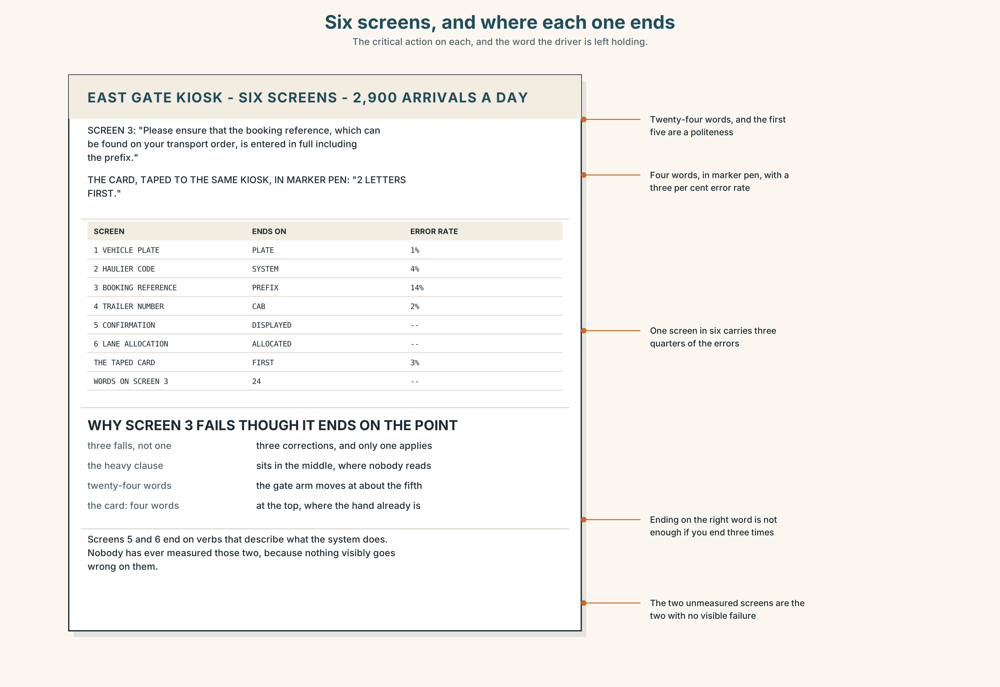 Six screens, and where each one ends
The critical action on each, and the word the driver is left holding.
EAST GATE KIOSK - SIX SCREENS - 2,900 ARRIVALS A DAY
SCREEN 3: "Please ensure that the booking reference, which can
be found on your transport order, is entered in full including
the prefix."
THE CARD, TAPED TO THE SAME KIOSK, IN MARKER PEN: "2 LETTERS
FIRST."
SCREEN ENDS ON ERROR RATE
1 VEHICLE PLATE PLATE 1%
2 HAULIER CODE SYSTEM 4%
3 BOOKING REFERENCE PREFIX 14%
4 TRAILER NUMBER CAB 2%
5 CONFIRMATION DISPLAYED --
6 LANE ALLOCATION ALLOCATED --
THE TAPED CARD FIRST 3%
WORDS ON SCREEN 3 24 --
WHY SCREEN 3 FAILS THOUGH IT ENDS ON THE POINT
three falls, not one three corrections, and only one applies
the heavy clause sits in the middle, where nobody reads
twenty-four words the gate arm moves at about the fifth
the card: four words at the top, where the hand already is
Screens 5 and 6 end on verbs that describe what the system does.
Nobody has ever measured those two, because nothing visibly goes
wrong on them.
Twenty-four words, and the first
five are a politeness
Four words, in marker pen, with a
three per cent error rate
One screen in six carries three
quarters of the errors
Ending on the right word is not
enough if you end three times
The two unmeasured screens are the
two with no visible failure